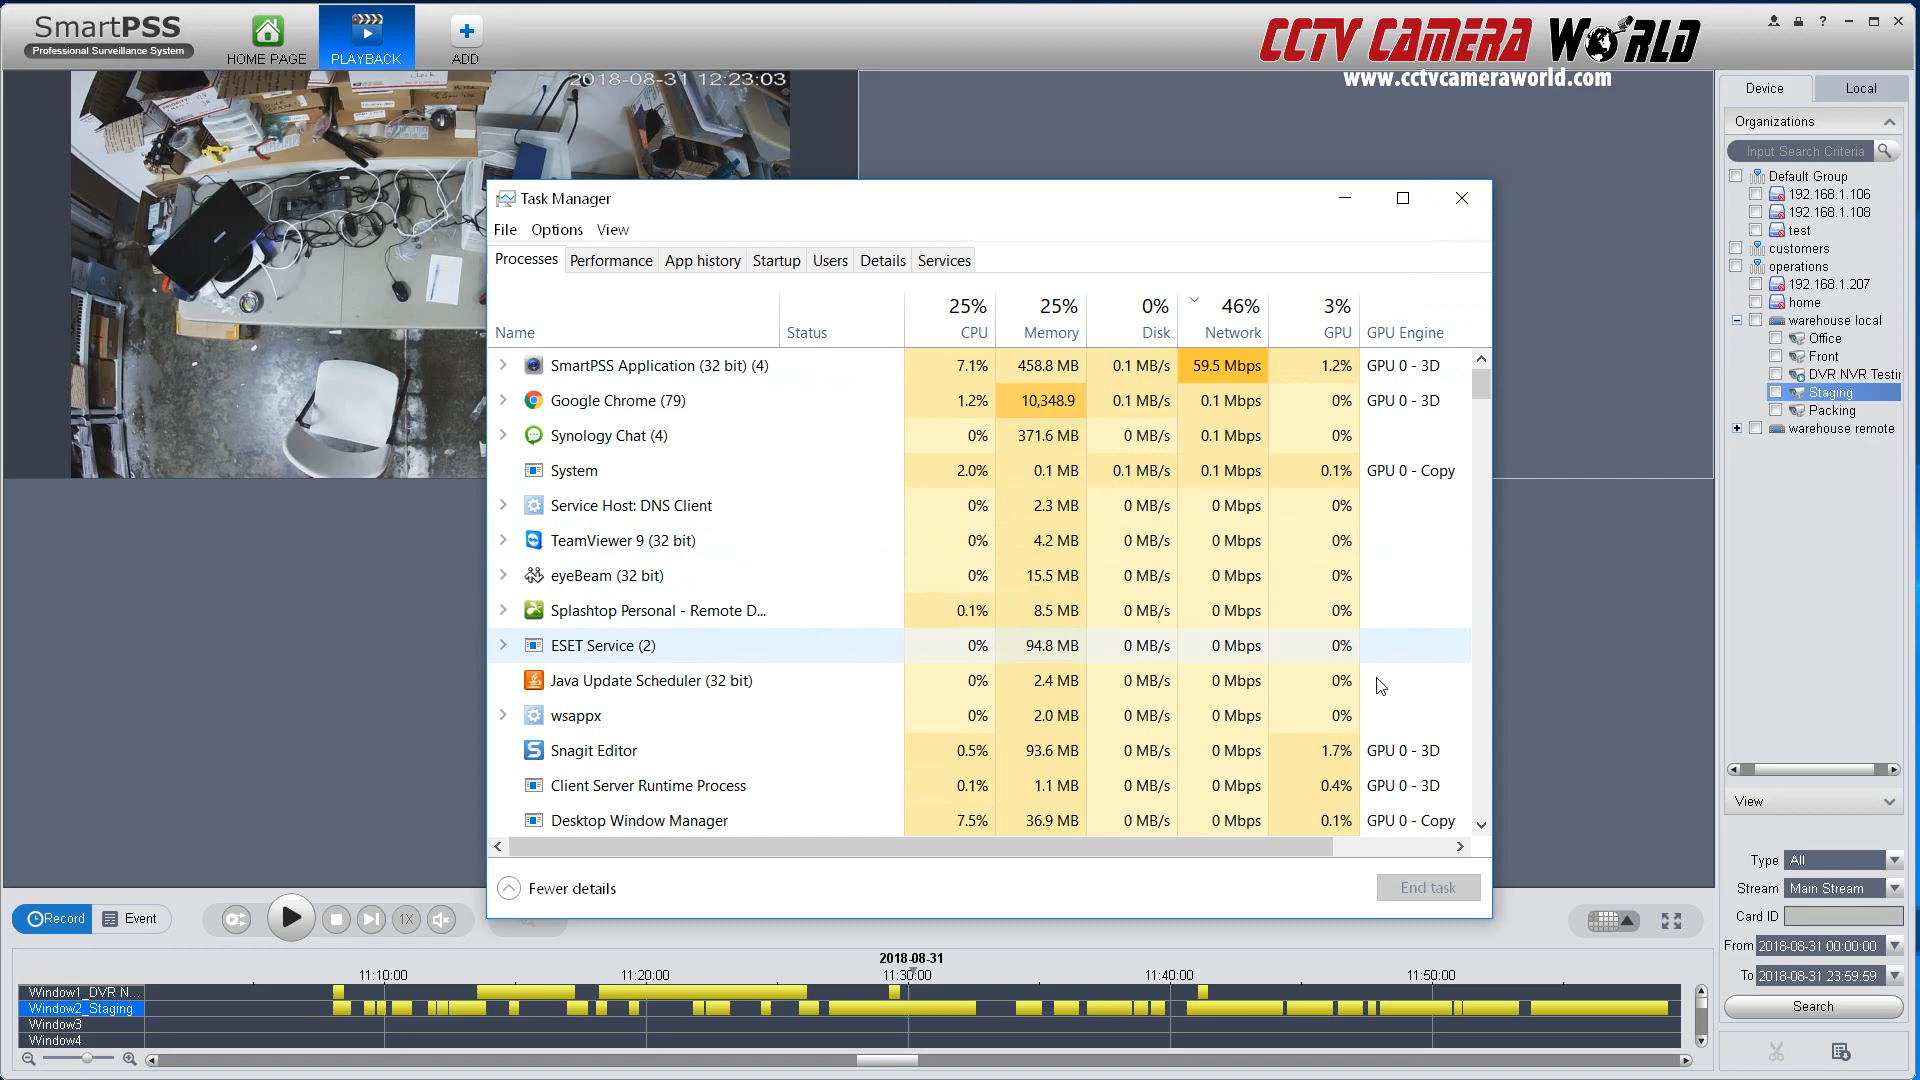 SmartPSS
Professional Surveillance System
HOME PAGE
PLAYBACK
ADD
CCTV CAMERA WORLD
www.cctvcameraworld.com
?
2018-08-31 12:23:03
PRIORITY
Task Manager
File Options View
Processes Performance App history Startup Users Details Services
25% 25% 0% 46% 3%
Name Status CPU Memory Disk Network GPU GPU Engine
SmartPSS Application (32 bit) (4) 7.1% 458.8 MB 0.1 MB/s 59.5 Mbps 1.2% GPU 0 - 3D
Google Chrome (79) 1.2% 10,348.9 0.1 MB/s 0.1 Mbps 0% GPU 0 - 3D
Synology Chat (4) 0% 371.6 MB 0 MB/s 0.1 Mbps 0%
System 2.0% 0.1 MB 0.1 MB/s 0.1 Mbps 0.1% GPU 0 - Copy
Service Host: DNS Client 0% 2.3 MB 0 MB/s 0 Mbps 0%
TeamViewer 9 (32 bit) 0% 4.2 MB 0 MB/s 0 Mbps 0%
eyeBeam (32 bit) 0% 15.5 MB 0 MB/s 0 Mbps 0%
Splashtop Personal - Remote D... 0.1% 8.5 MB 0 MB/s 0 Mbps 0%
ESET Service (2) 0% 94.8 MB 0 MB/s 0 Mbps 0%
Java Update Scheduler (32 bit) 0% 2.4 MB 0 MB/s 0 Mbps 0%
wsappx 0% 2.0 MB 0 MB/s 0 Mbps 0%
Snagit Editor 0.5% 93.6 MB 0 MB/s 0 Mbps 1.7% GPU 0 - 3D
Client Server Runtime Process 0.1% 1.1 MB 0 MB/s 0 Mbps 0.4% GPU 0 - 3D
Desktop Window Manager 7.5% 36.9 MB 0 MB/s 0 Mbps 0.1% GPU 0 - Copy
Fewer details
End task
Device Local
Organizations
Input Search Criteria
Default Group
192.168.1.106
192.168.1.108
test
customers
operations
192.168.1.207
home
warehouse local
Office
Front
DVR NVR Testin
Staging
Packing
warehouse remote
View
Type All
Stream Main Stream
Card ID
From 2018-08-31 00:00:00
To 2018-08-31 23:59:59
Search
Record Event
1X
2018-08-31
11:10:00 11:20:00 11:30:00 11:40:00 11:50:00
Window1_DVR N...
Window2_Staging
Window3
Window4